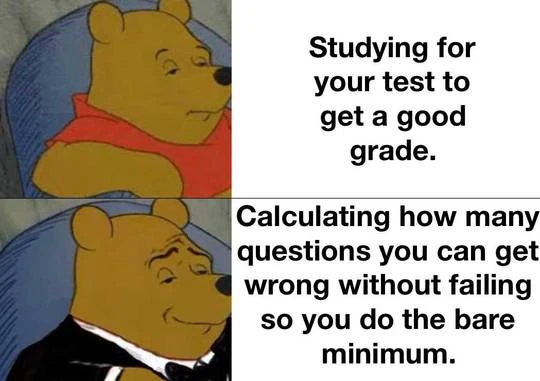 Studying for
your test to
get a good
grade.
Calculating how many
questions you can get
wrong without failing
so you do the bare
minimum.